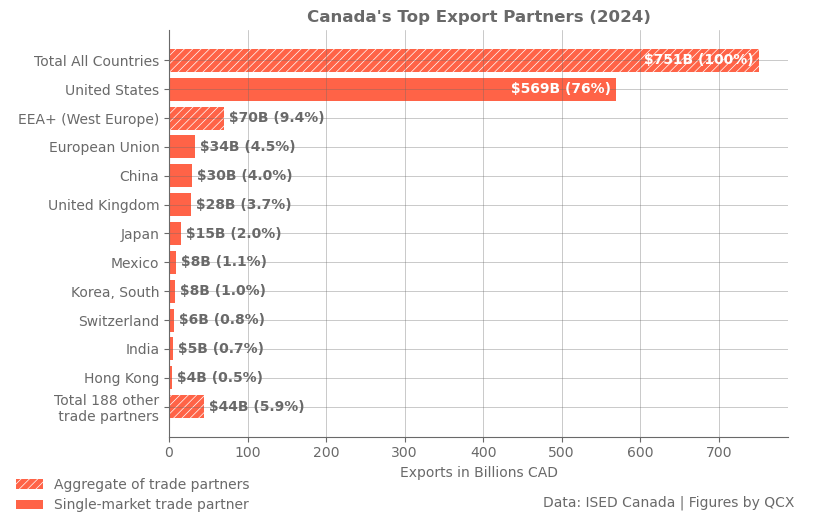 Canada's Top Export Partners (2024)
Total All Countries $751B (100%)
United States $569B (76%)
EEA+ (West Europe) $70B (9.4%)
European Union $34B (4.5%)
China $30B (4.0%)
United Kingdom $28B (3.7%)
Japan $15B (2.0%)
Mexico $8B (1.1%)
Korea, South $8B (1.0%)
Switzerland $6B (0.8%)
India $5B (0.7%)
Hong Kong $4B (0.5%)
Total 188 other
trade partners $44B (5.9%)
0 100 200 300 400 500 600 700
Exports in Billions CAD
Aggregate of trade partners
Single-market trade partner
Data: ISED Canada | Figures by QCX